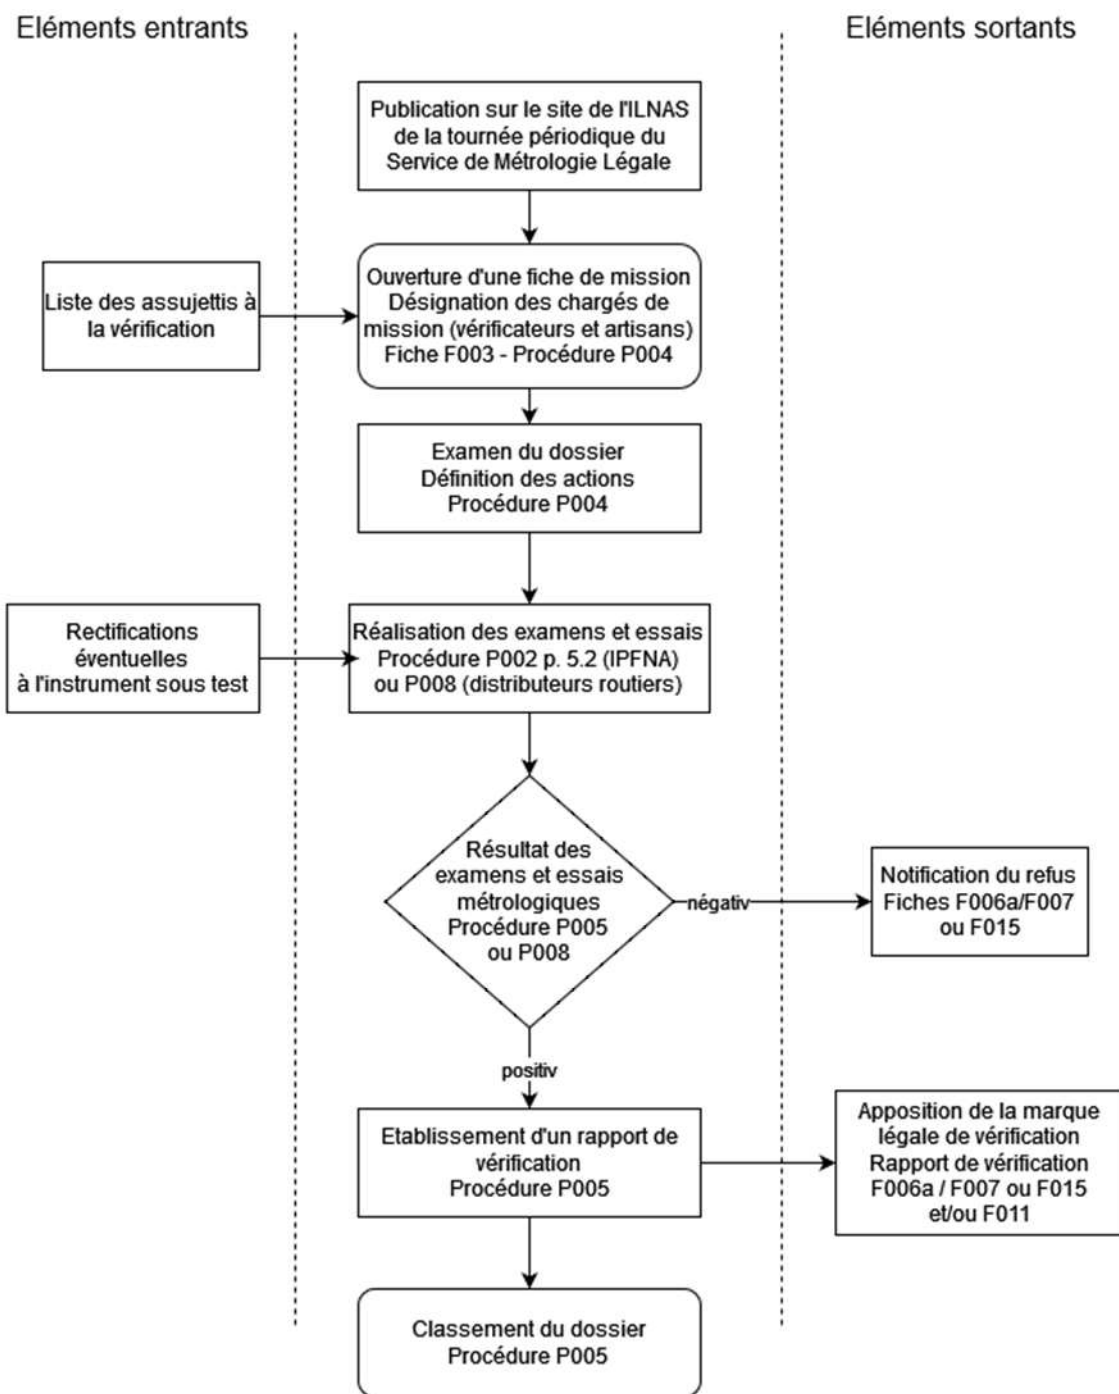 Eléments entrants
Eléments sortants
Publication sur le site de l'ILNAS
de la tournée périodique du
Service de Métrologie Légale
Liste des assujettis à
la vérification
Ouverture d'une fiche de mission
Désignation des chargés de
mission (vérificateurs et artisans)
Fiche F003 - Procédure P004
Examen du dossier
Définition des actions
Procédure P004
Rectifications
éventuelles
à l'instrument sous test
Réalisation des examens et essais
Procédure P002 p. 5.2 (IPFNA)
ou P008 (distributeurs routiers)
Résultat des
examens et essais
métrologiques
Procédure P005
ou P008
négativ
Notification du refus
Fiches F006a/F007
ou F015
positiv
Etablissement d'un rapport de
vérification
Procédure P005
Apposition de la marque
légale de vérification
Rapport de vérification
F006a / F007 ou F015
et/ou F011
Classement du dossier
Procédure P005